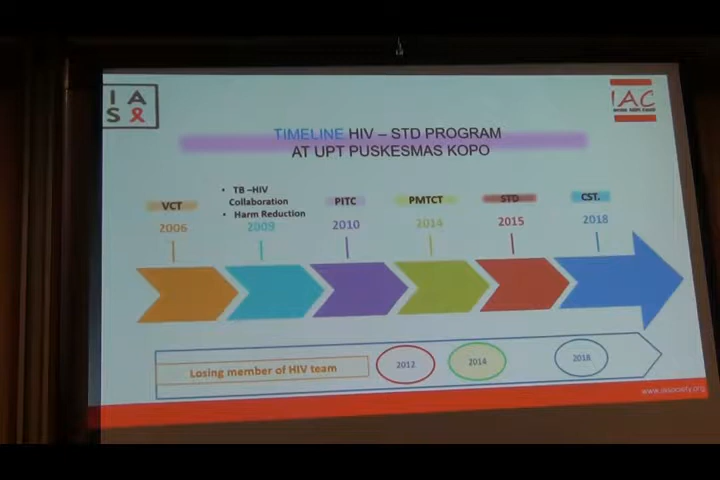 I A
S
IAC
TIMELINE HIV – STD PROGRAM
AT UPT PUSKESMAS KOPO
VCT
2006
• TB –HIV
Collaboration
• Harm Reduction
2009
PITC
2010
PMTCT
2014
STD
2015
CST.
2018
Losing member of HIV team
2012
2014
2018
www.iasociety.org